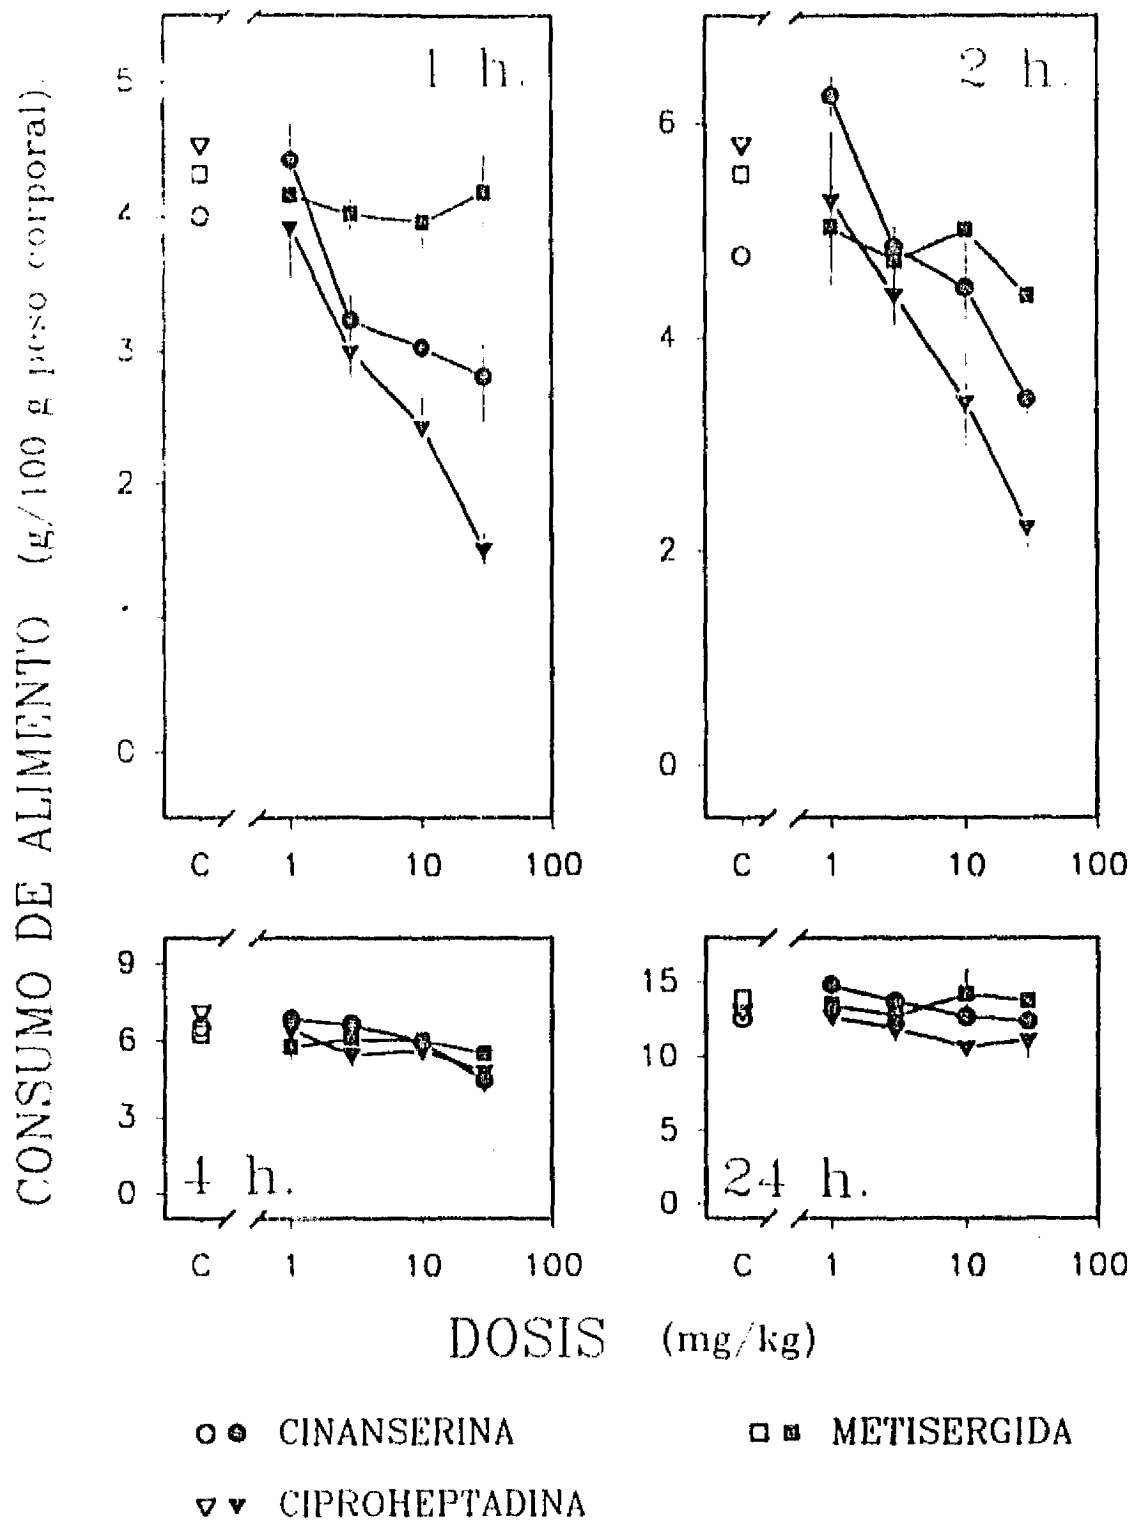 CONSUMO DE ALIMENTO (g/100 g peso corporal).
1 h.
5
4
3
2
0
C 1 10 100
2 h.
6
4
2
0
C 1 10 100
4 h.
9
6
3
0
C 1 10 100
24 h.
15
10
5
0
C 1 10 100
DOSIS (mg/kg)
CINANSERINA
METISERGIDA
CIPROHEPTADINA